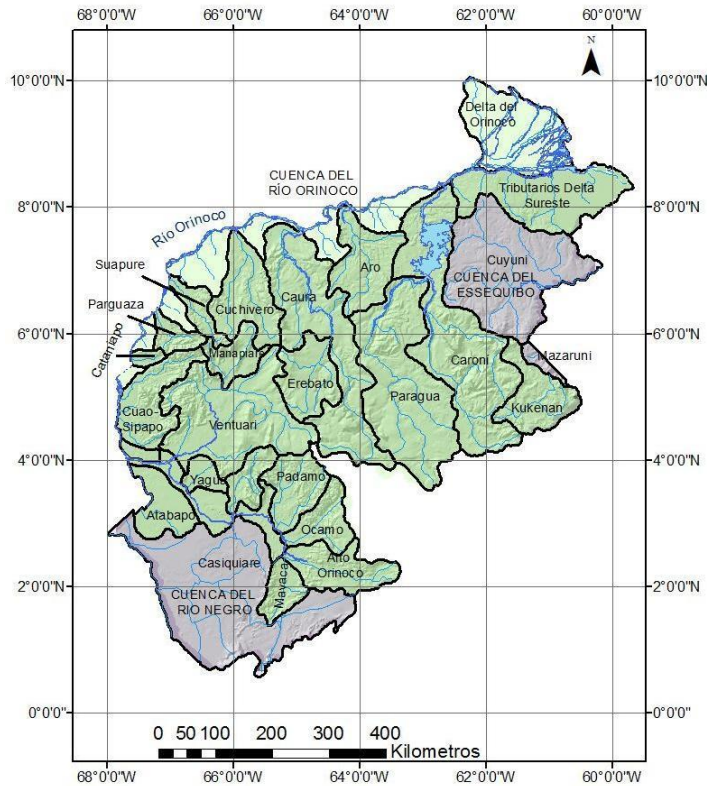 68°0'0"W 66°0'0"W 64°0'0"W 62°0'0"W 60°0'0"W
N
10°0'0"N 10°0'0"N
Delta del
Orinoco
CUENCA DEL
RÍO ORINOCO
Tributarios Delta
Sureste
8°0'0"N 8°0'0"N
Río Orinoco
Suapure
Aro
Cuyuni
CUENCA DEL
ESSEQUIBO
Parguaza
Cuchivero
Caura
6°0'0"N 6°0'0"N
Cataniapo
Manapiare
Mazaruni
Caroni
Erebato
Paragua
Kukenan
Cuao-
Sipapo
Ventuari
4°0'0"N 4°0'0"N
Yagua
Padamo
Atabapo
Ocamo
Casiquiare
Alto
Orinoco
2°0'0"N 2°0'0"N
Mavaca
CUENCA DEL
RIO NEGRO
0°0'0" 0°0'0"
0 50 100 200 300 400
Kilometros
68°0'0"W 66°0'0"W 64°0'0"W 62°0'0"W 60°0'0"W